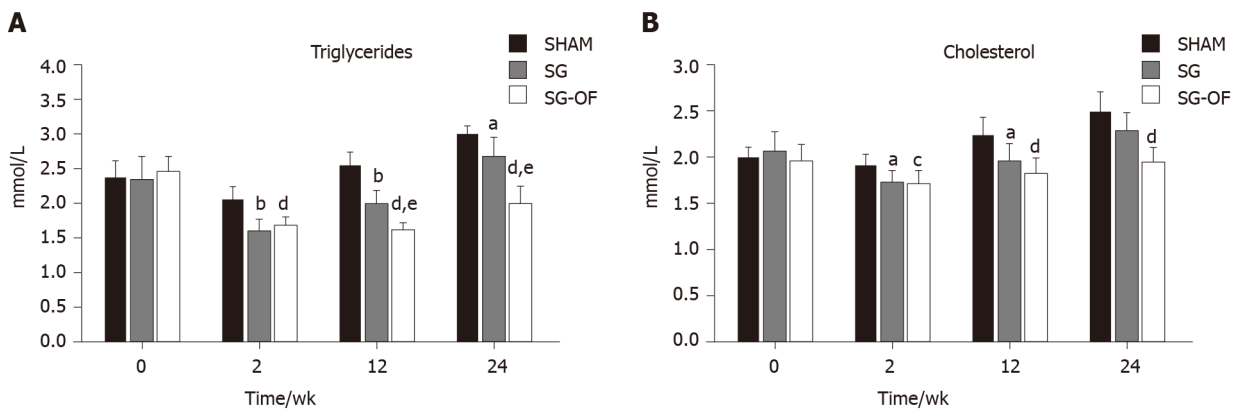 A
Triglycerides
SHAM
SG
SG-OF
4.0
3.5
3.0
2.5
2.0
1.5
1.0
0.5
0.0
mmol/L
b
d
b
d,e
a
d,e
0
2
12
24
Time/wk
B
Cholesterol
SHAM
SG
SG-OF
3.0
2.5
2.0
1.5
1.0
0.5
0.0
mmol/L
a
c
a
d
d
0
2
12
24
Time/wk